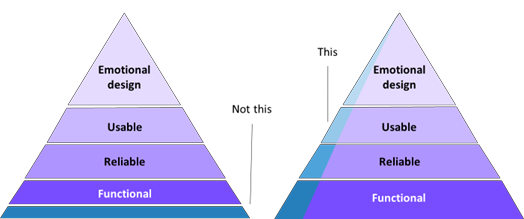 Emotional
design
Usable
Reliable
Functional
Not this
This
Emotional
design
Usable
Reliable
Functional